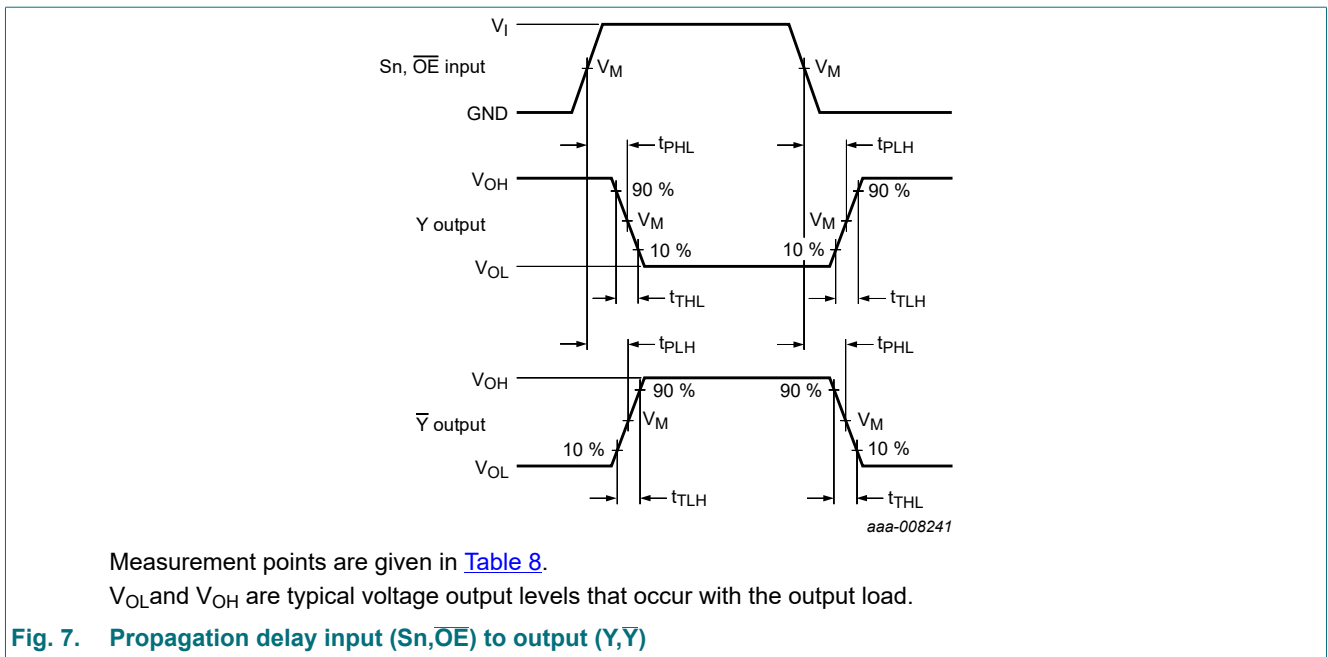 VI
Sn, OE input
VM
VM
GND
tPHL
tPLH
VOH
90 %
90 %
Y output
VM
VM
10 %
10 %
VOL
tTHL
tTLH
tPLH
tPHL
VOH
90 %
90 %
Y̅ output
VM
VM
10 %
10 %
VOL
tTLH
tTHL
aaa-008241
Measurement points are given in Table 8.
VOLand VOH are typical voltage output levels that occur with the output load.
Fig. 7. Propagation delay input (Sn,O̅E̅) to output (Y,Y̅)